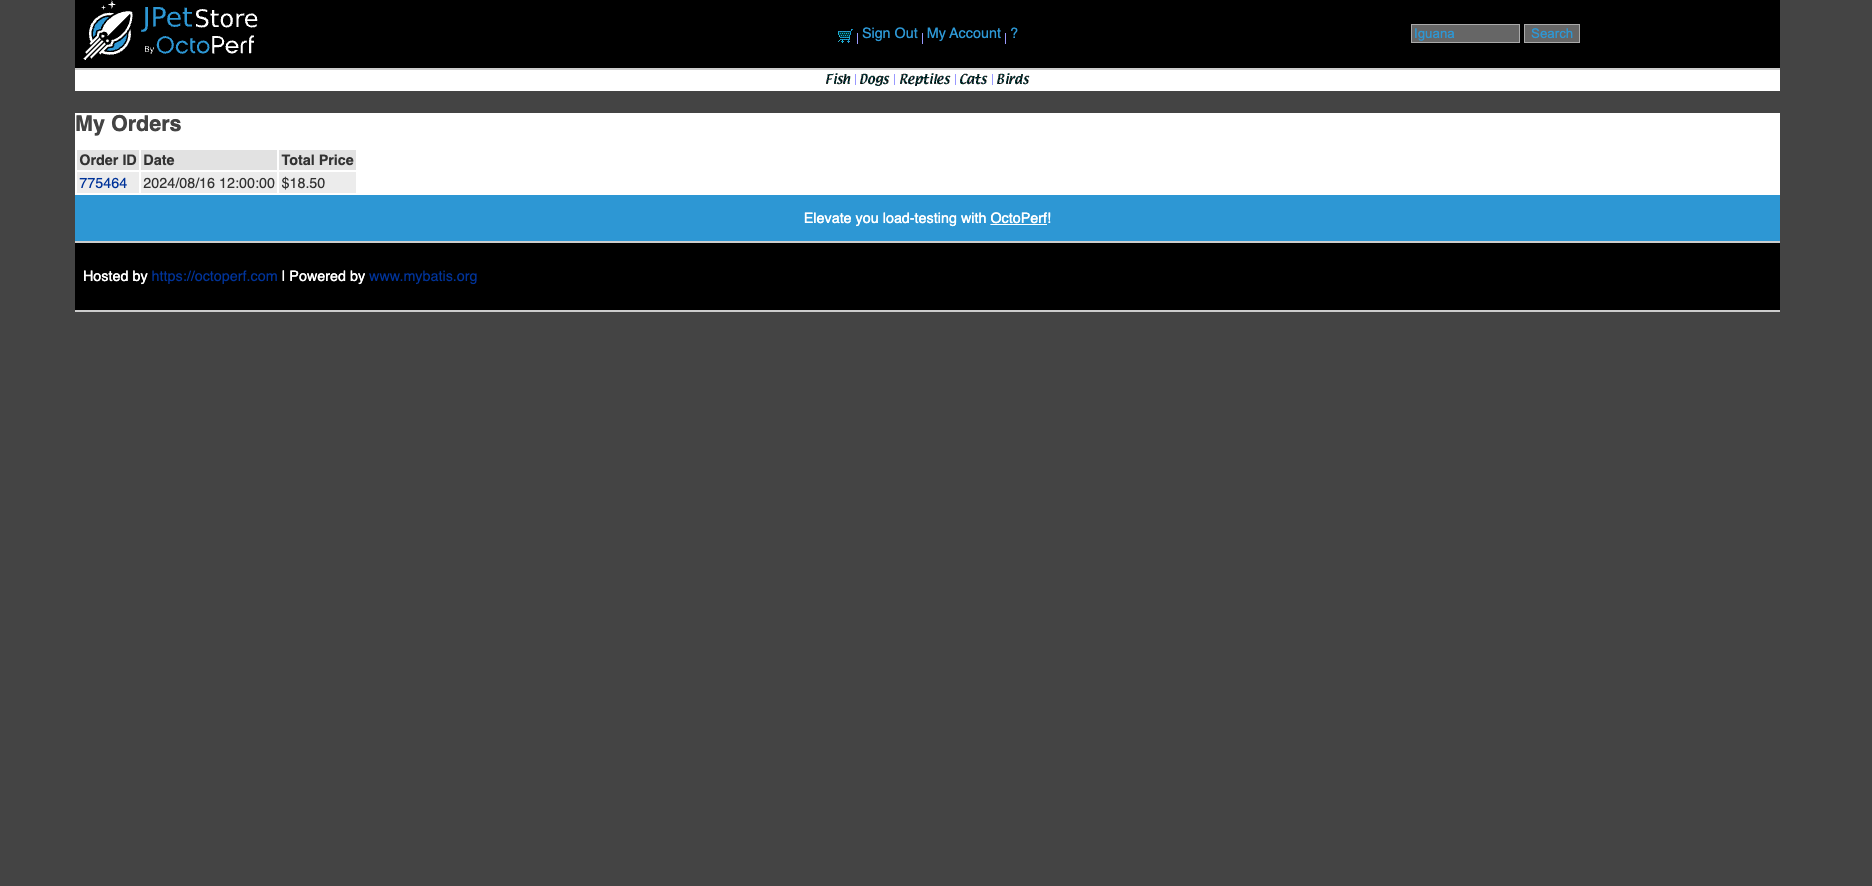 JPetStore
By OctoPerf
Sign Out | My Account | ?
Iguana Search
Fish | Dogs | Reptiles | Cats | Birds
My Orders
Order ID Date Total Price
775464 2024/08/16 12:00:00 $18.50
Elevate you load-testing with OctoPerf!
Hosted by https://octoperf.com | Powered by www.mybatis.org